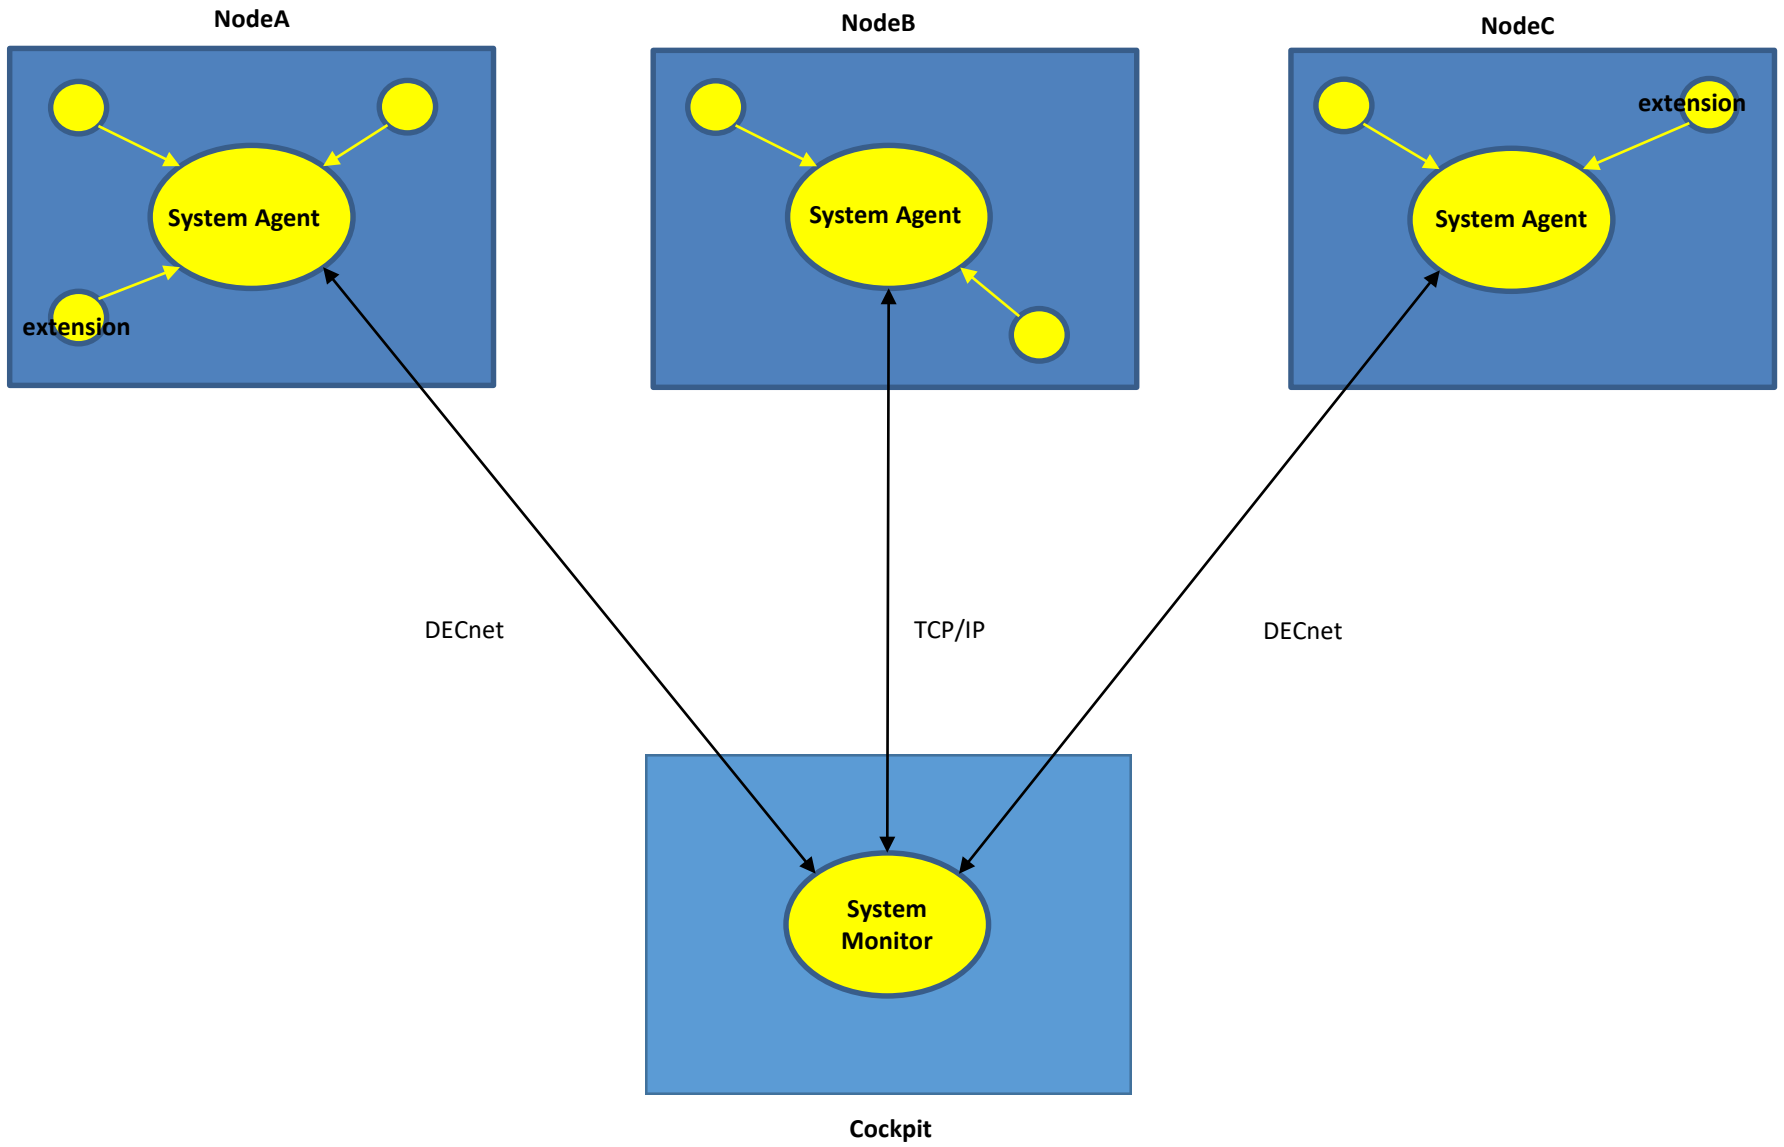 NodeA
NodeB
NodeC
extension
System Agent
System Agent
System Agent
extension
DECnet
TCP/IP
DECnet
System
Monitor
Cockpit